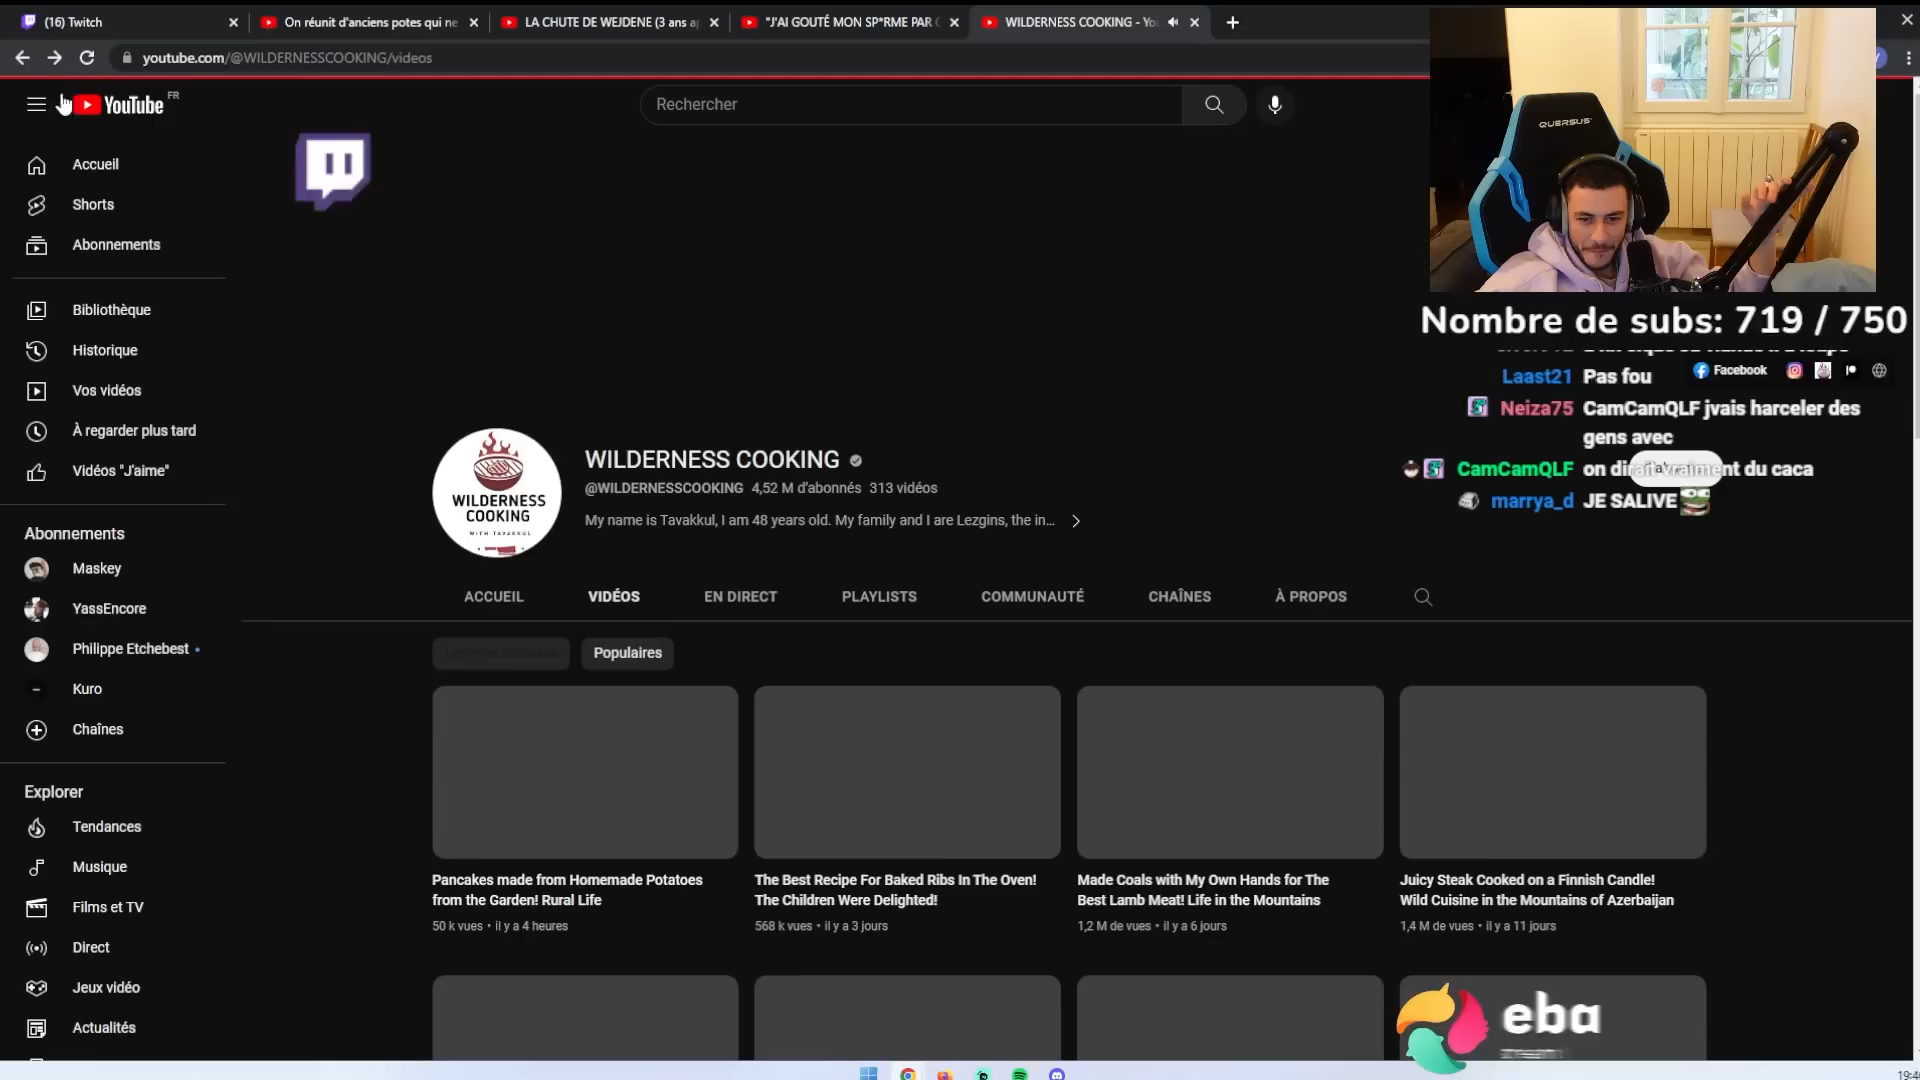 (16) Twitch
On réunit d'anciens potes qui ne
LA CHUTE DE WEJDENE (3 ans a
"J'AI GOUTÉ MON SP*RME PAR
WILDERNESS COOKING - Yo
youtube.com/@WILDERNESSCOOKING/videos
YouTube FR
Rechercher
QUERSUS
Accueil
Shorts
Abonnements
Bibliothèque
Historique
Vos vidéos
À regarder plus tard
Vidéos "J'aime"
Abonnements
Maskey
YassEncore
Philippe Etchebest
Kuro
Chaînes
Explorer
Tendances
Musique
Films et TV
Direct
Jeux vidéo
Actualités
Nombre de subs: 719 / 750
Laast21 Pas fou
Facebook
Neiza75 CamCamQLF jvais harceler des
gens avec
CamCamQLF on dirait vraiment du caca
marrya_d JE SALIVE
WILDERNESS
COOKING
WITH TAVAKKUL
WILDERNESS COOKING
@WILDERNESSCOOKING 4,52 M d'abonnés 313 vidéos
My name is Tavakkul, I am 48 years old. My family and I are Lezgins, the in...
ACCUEIL VIDÉOS EN DIRECT PLAYLISTS COMMUNAUTÉ CHAÎNES À PROPOS
Populaires
Pancakes made from Homemade Potatoes
from the Garden! Rural Life
50 k vues • il y a 4 heures
The Best Recipe For Baked Ribs In The Oven!
The Children Were Delighted!
568 k vues • il y a 3 jours
Made Coals with My Own Hands for The
Best Lamb Meat! Life in the Mountains
1,2 M de vues • il y a 6 jours
Juicy Steak Cooked on a Finnish Candle!
Wild Cuisine in the Mountains of Azerbaijan
1,4 M de vues • il y a 11 jours
eba